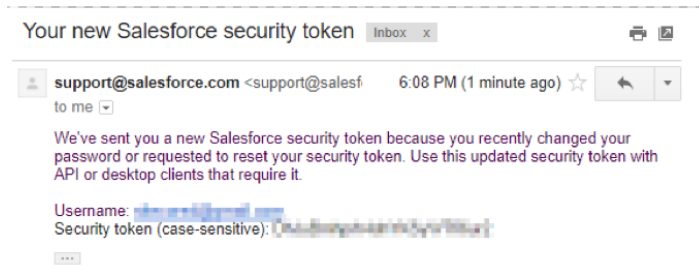 Your new Salesforce security token Inbox x
support@salesforce.com <support@salesf 6:08 PM (1 minute ago)
to me
We've sent you a new Salesforce security token because you recently changed your
password or requested to reset your security token. Use this updated security token with
API or desktop clients that require it.
Username:
Security token (case-sensitive):
...